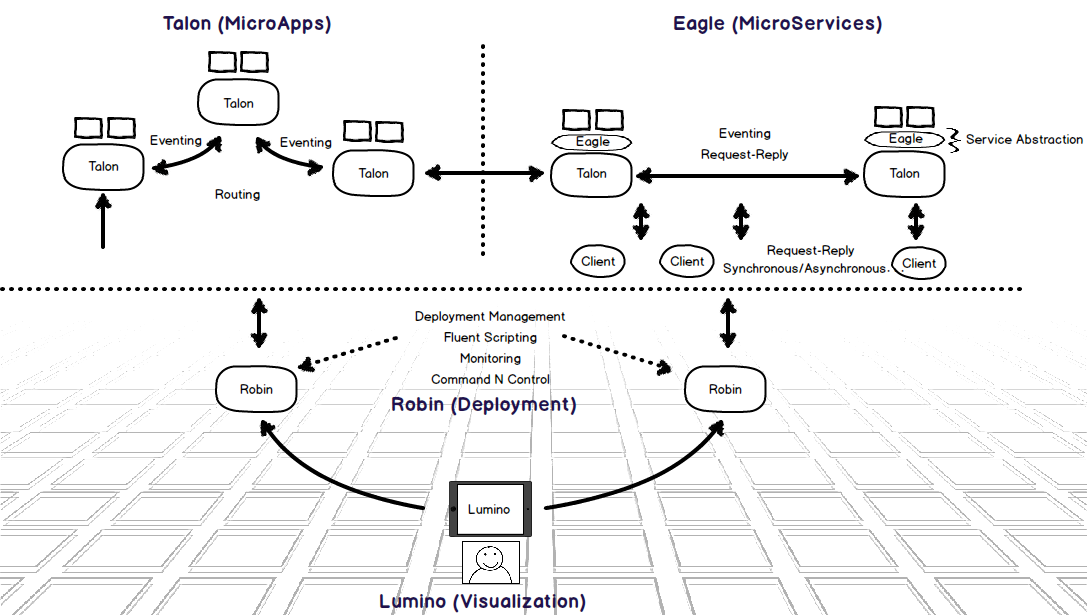 Talon (MicroApps)
Eagle (MicroServices)
Talon
Eventing
Eventing
Talon
Talon
Routing
Eagle
Talon
Eventing
Request-Reply
Eagle
Service Abstraction
Talon
Client
Client
Request-Reply
Synchronous/Asynchronous...
Client
Deployment Management
Fluent Scripting
Monitoring
Command N Control
Robin
Robin
Robin (Deployment)
Lumino
Lumino (Visualization)